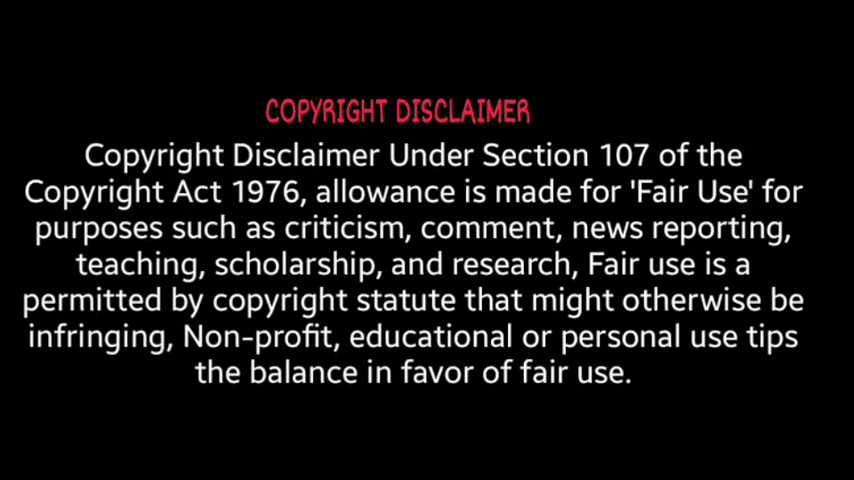 COPYRIGHT DISCLAIMER
Copyright Disclaimer Under Section 107 of the
Copyright Act 1976, allowance is made for 'Fair Use' for
purposes such as criticism, comment, news reporting,
teaching, scholarship, and research, Fair use is a
permitted by copyright statute that might otherwise be
infringing, Non-profit, educational or personal use tips
the balance in favor of fair use.